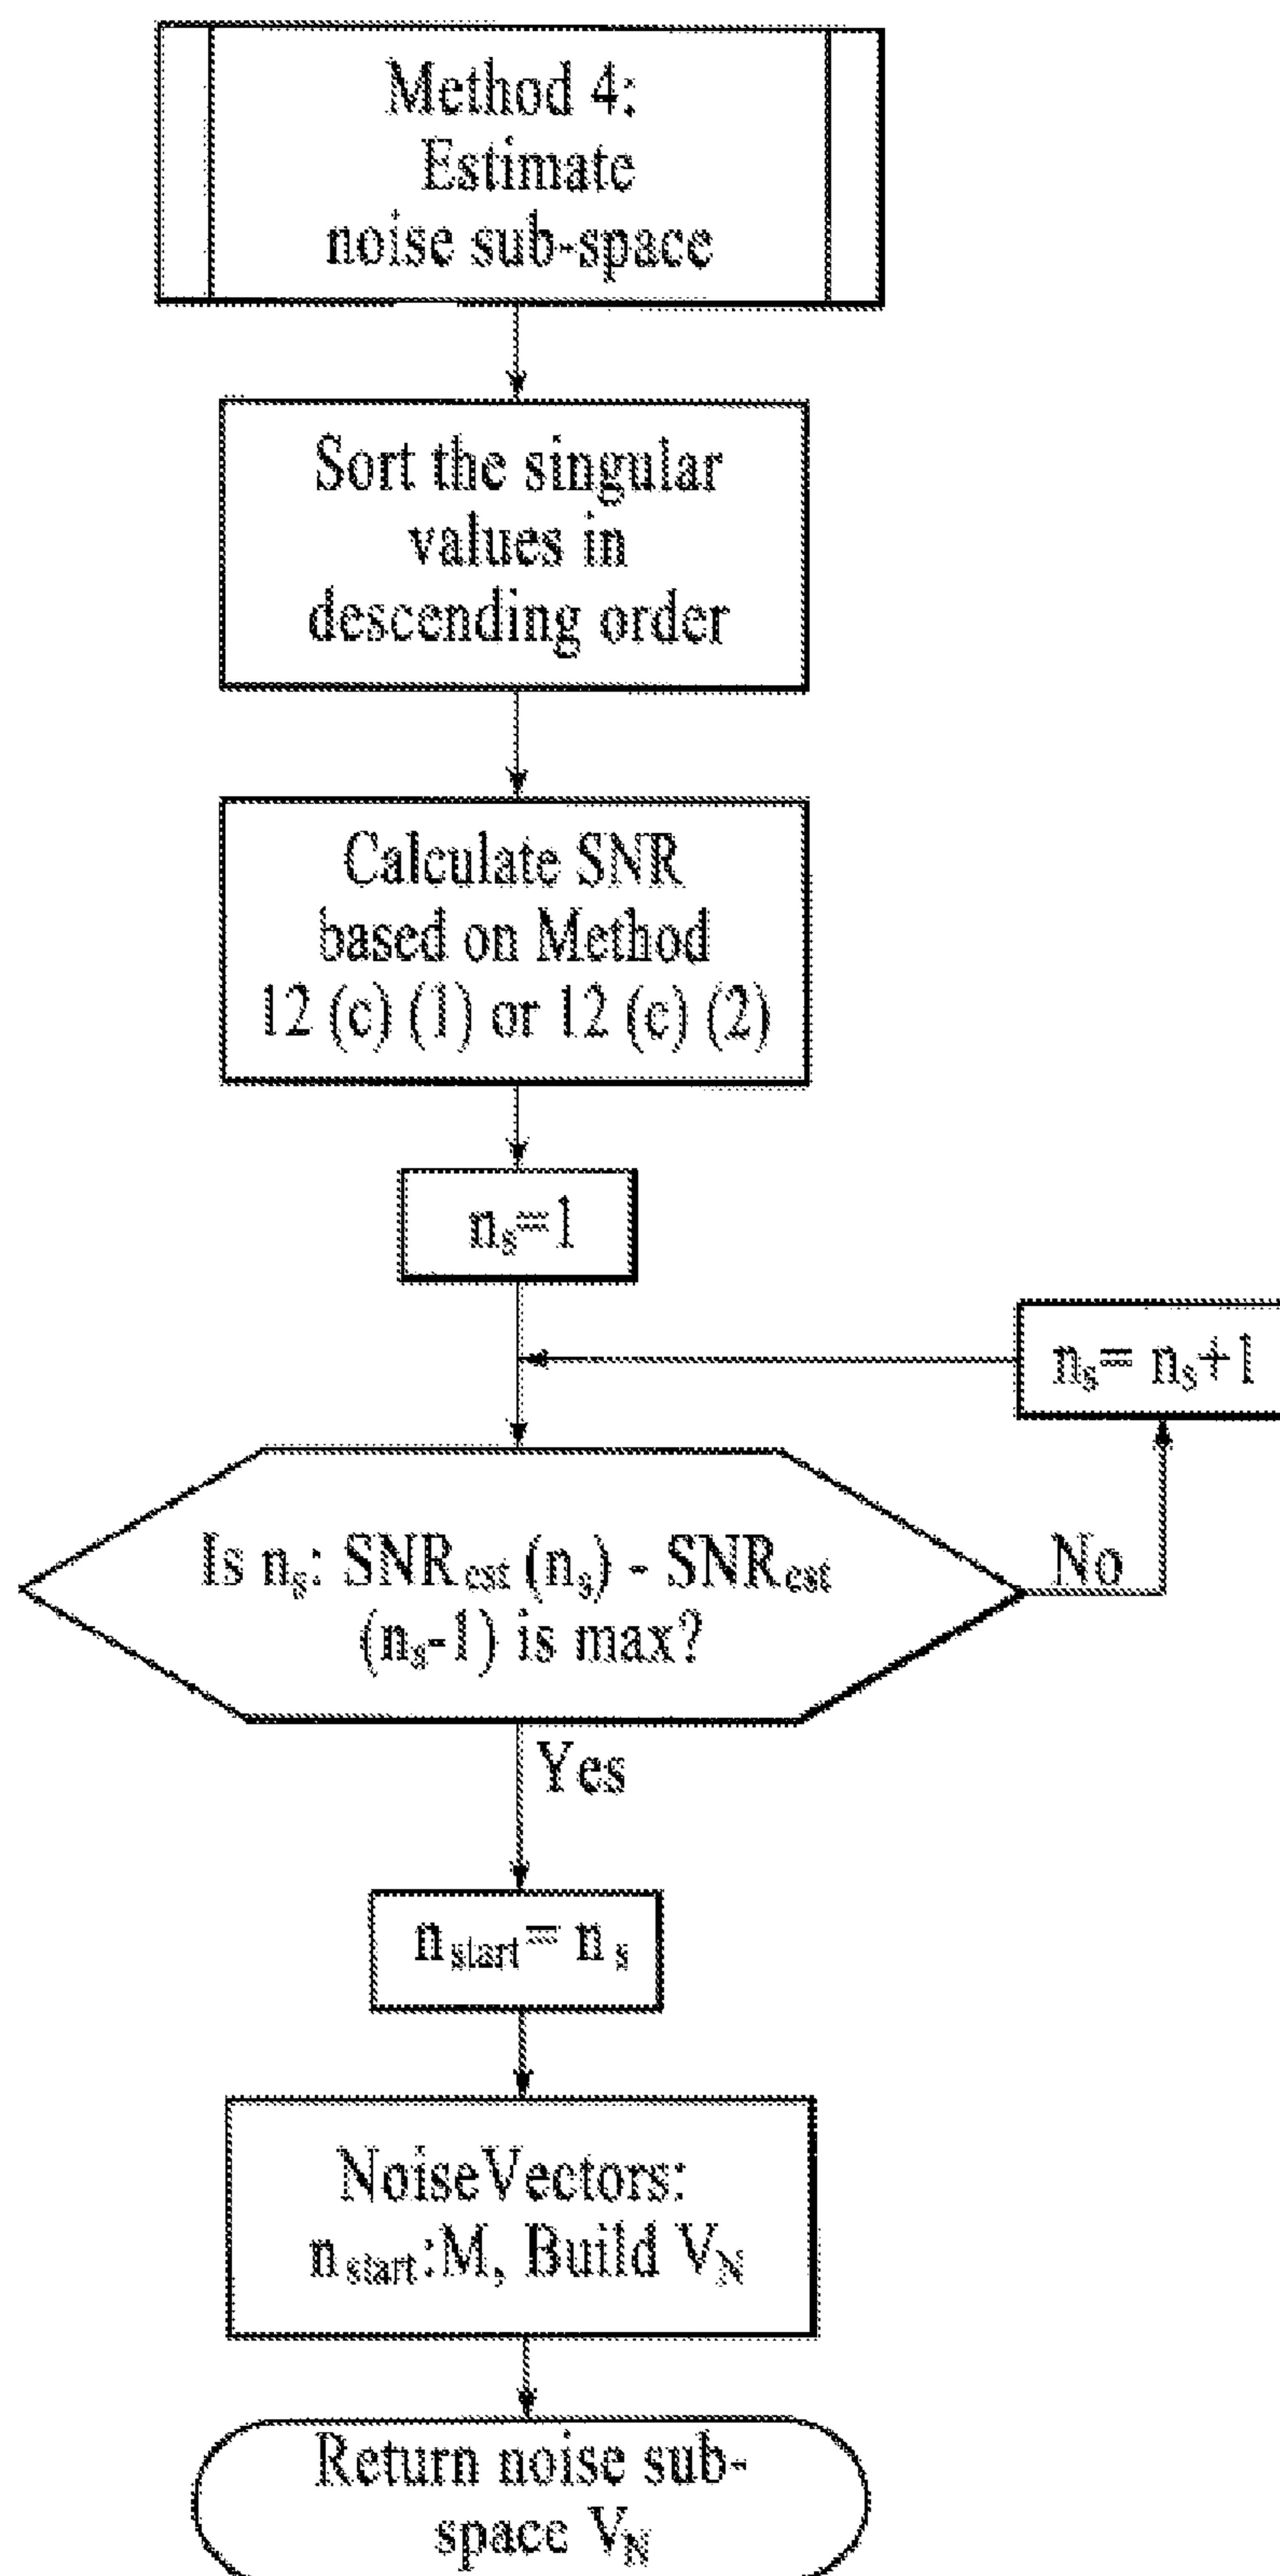 Method 4:
Estimate
noise sub-space
Sort the singular
values in
descending order
Calculate SNR
based on Method
12 (c) (1) or 12 (c) (2)
nₛ=1
nₛ= nₛ+1
Is nₛ: SNRest (nₛ) - SNRest
(nₛ-1) is max?
No
Yes
nstart= nₛ
NoiseVectors:
nstart:M, Build VN
Return noise sub-
space VN